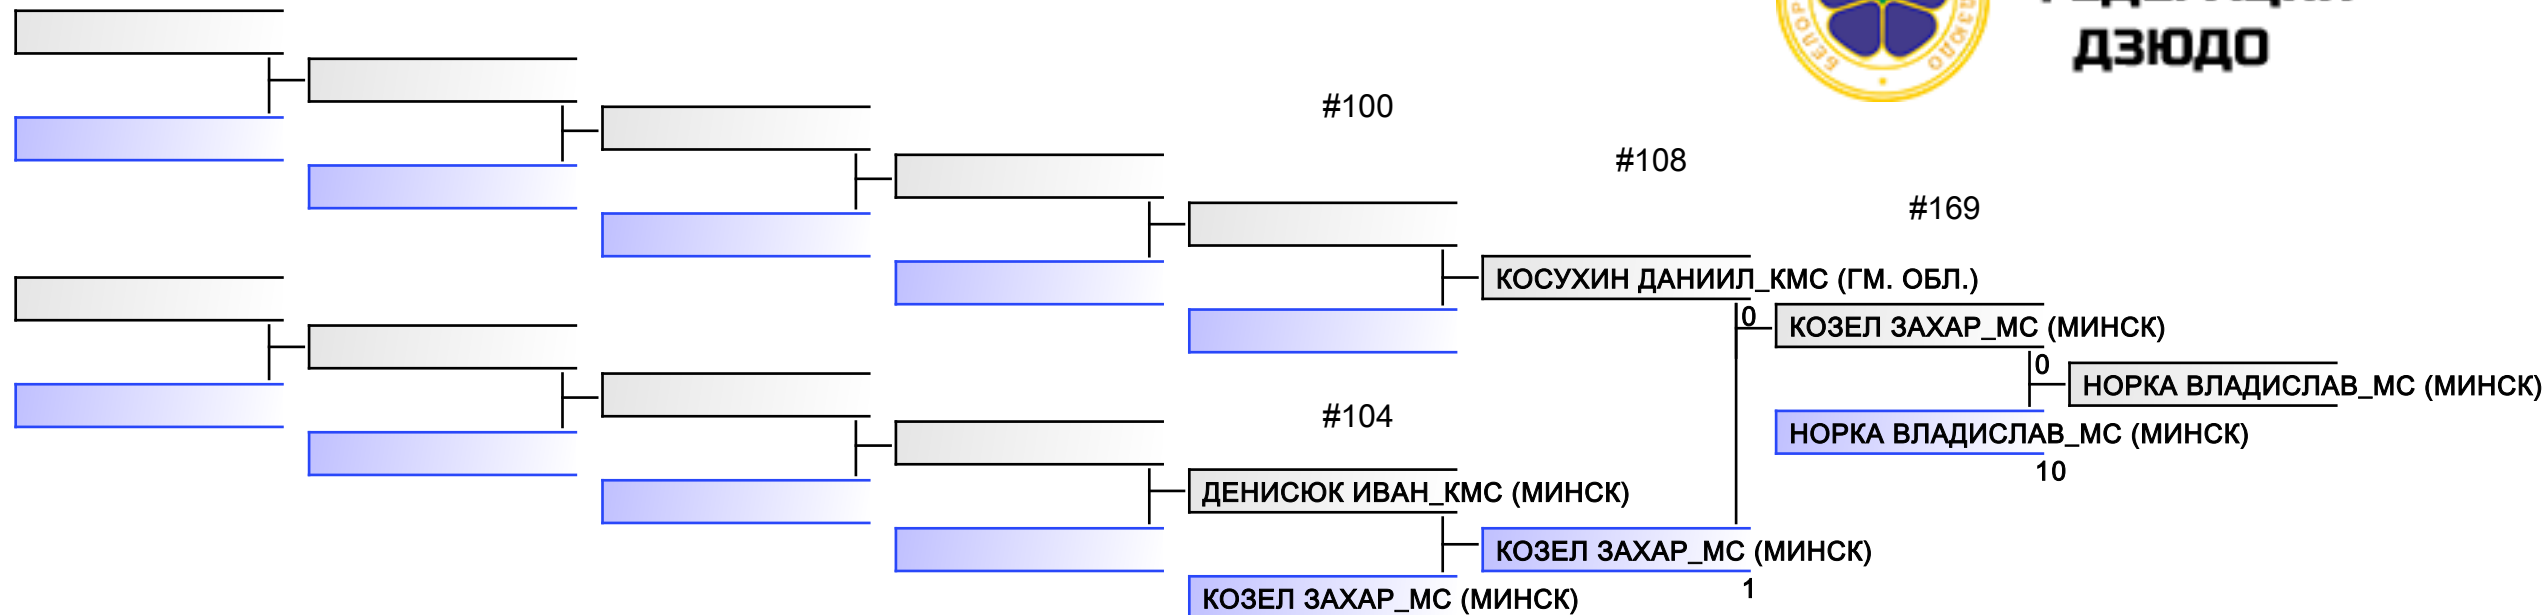 ДЗЮДО
#100
#108
#169
КОСУХИН ДАНИИЛ_КМС (ГМ. ОБЛ.)
0
КОЗЕЛ ЗАХАР_МС (МИНСК)
0
НОРКА ВЛАДИСЛАВ_МС (МИНСК)
#104
НОРКА ВЛАДИСЛАВ_МС (МИНСК)
10
ДЕНИСЮК ИВАН_КМС (МИНСК)
КОЗЕЛ ЗАХАР_МС (МИНСК)
1
КОЗЕЛ ЗАХАР_МС (МИНСК)